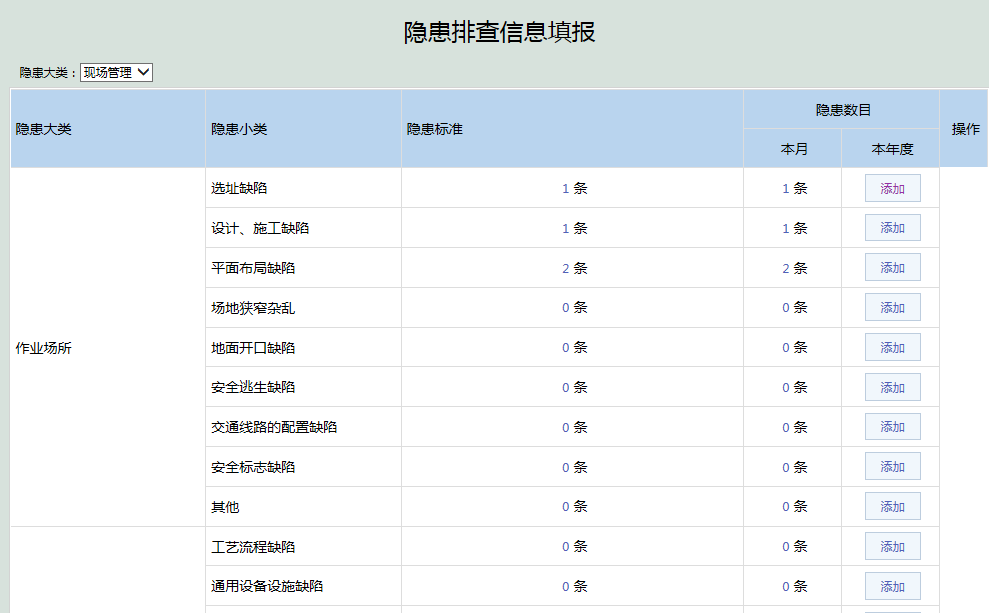 隐患排查信息填报
隐患大类：现场管理
隐患大类 隐患小类 隐患标准 隐患数目 操作
本月 本年度
选址缺陷 1 条 1 条 添加
设计、施工缺陷 1 条 1 条 添加
平面布局缺陷 2 条 2 条 添加
场地狭窄杂乱 0 条 0 条 添加
作业场所 地面开口缺陷 0 条 0 条 添加
安全逃生缺陷 0 条 0 条 添加
交通线路的配置缺陷 0 条 0 条 添加
安全标志缺陷 0 条 0 条 添加
其他 0 条 0 条 添加
工艺流程缺陷 0 条 0 条 添加
通用设备设施缺陷 0 条 0 条 添加